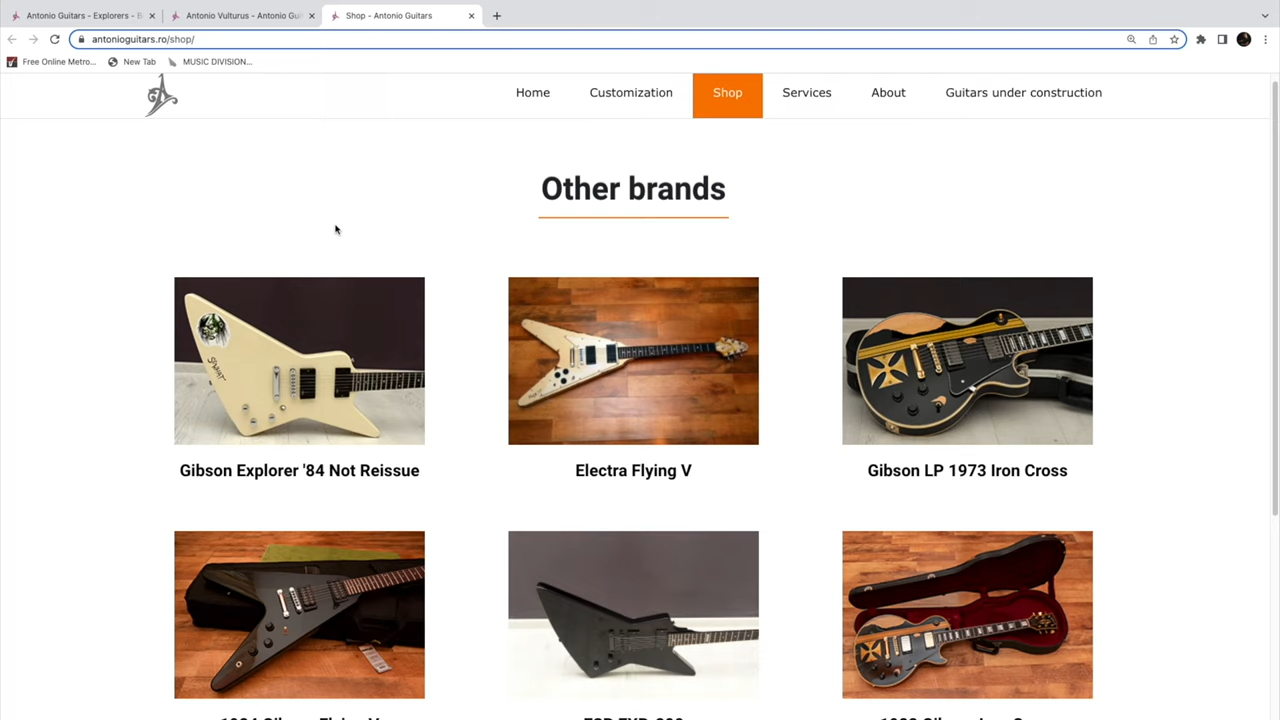 Antonio Guitars - Explorers - B
Antonio Vulturus - Antonio Gui
Shop - Antonio Guitars
antonioguitars.ro/shop/
Free Online Metro...
New Tab
MUSIC DIVISION...
Home
Customization
Shop
Services
About
Guitars under construction
Other brands
Gibson Explorer '84 Not Reissue
Electra Flying V
Gibson LP 1973 Iron Cross